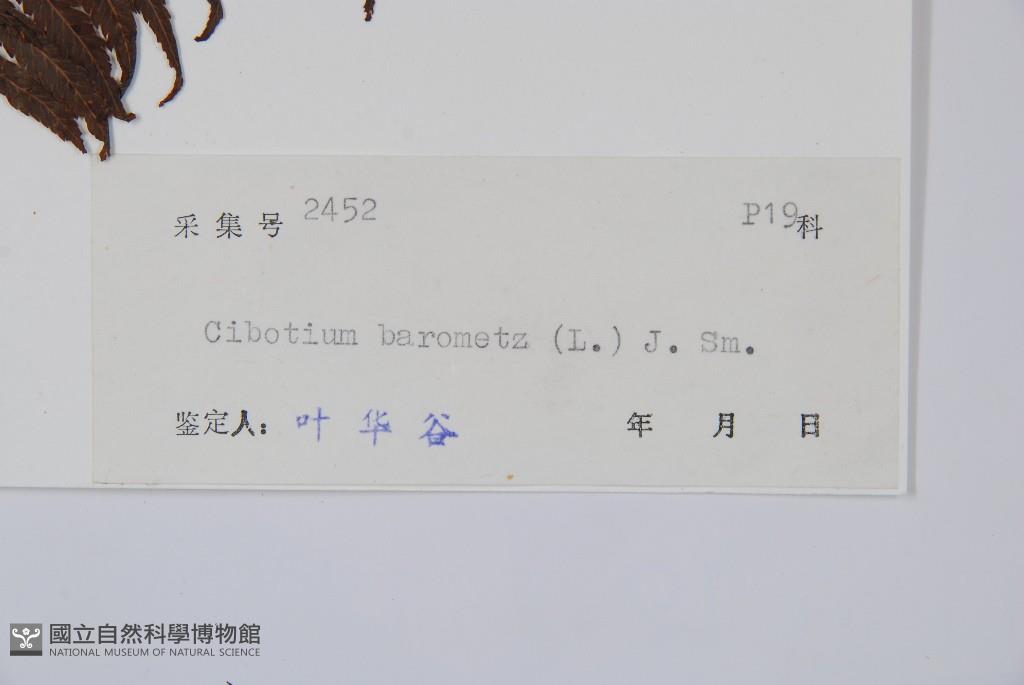 采集号 2452 P19科
Cibotium barometz (L.) J. Sm.
鉴定人: 叶华谷 年 月 日
國立自然科學博物館
NATIONAL MUSEUM OF NATURAL SCIENCE